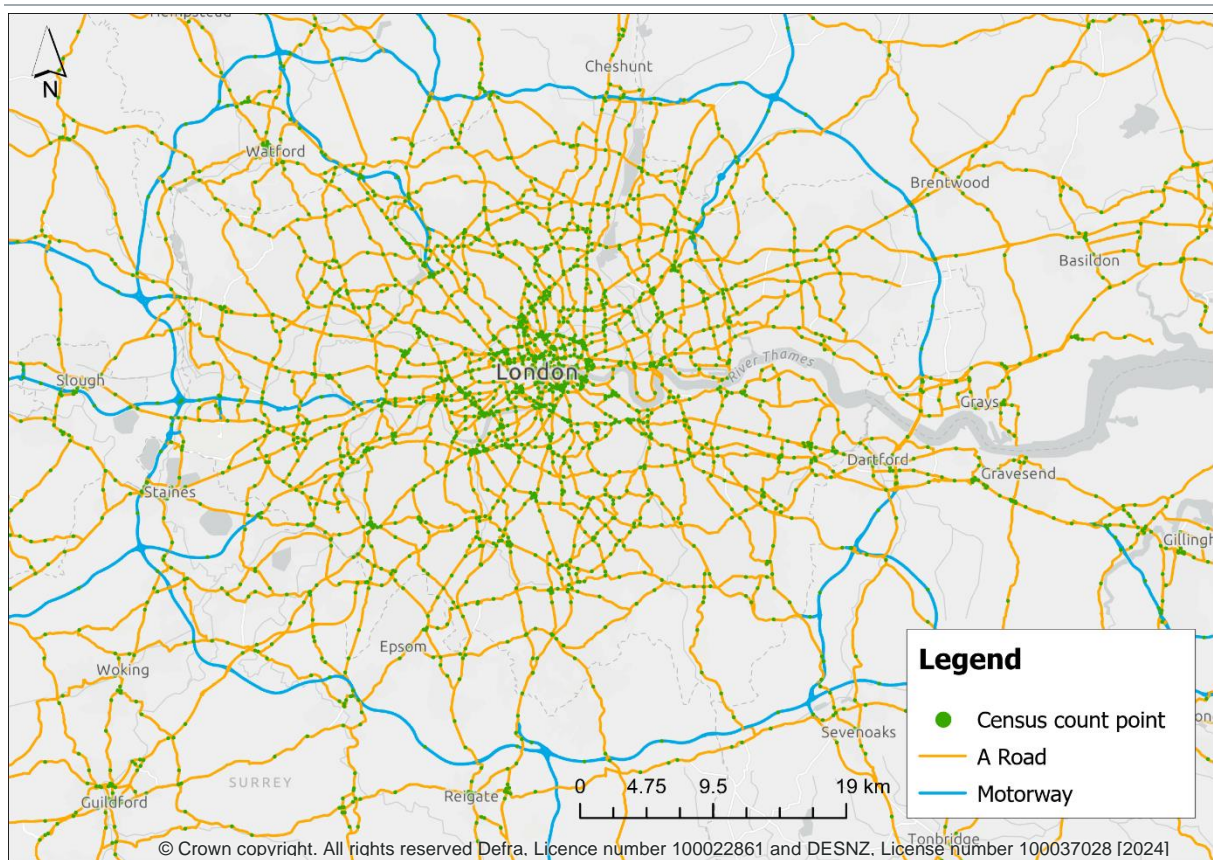 Hempstead
Cheshunt
N
Watford
Brentwood
Basildon
River Thames
London
Slough
Grays
Dartford
Gravesend
Staines
Epsom
Woking
Legend
Census count point
A Road
Motorway
Sevenoaks
0 4.75 9.5 19 km
SURREY
Reigate
Guildford
Tonbridge
© Crown copyright. All rights reserved Defra, Licence number 100022861 and DESNZ, License number 100037028 [2024]